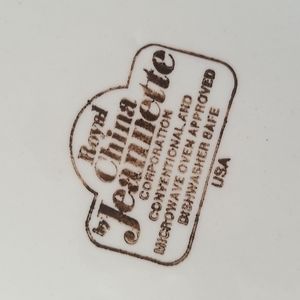 Royal
China
by Jeannette
CORPORATION
CONVENTIONAL AND
MICROWAVE OVEN APPROVED
DISHWASHER SAFE
USA